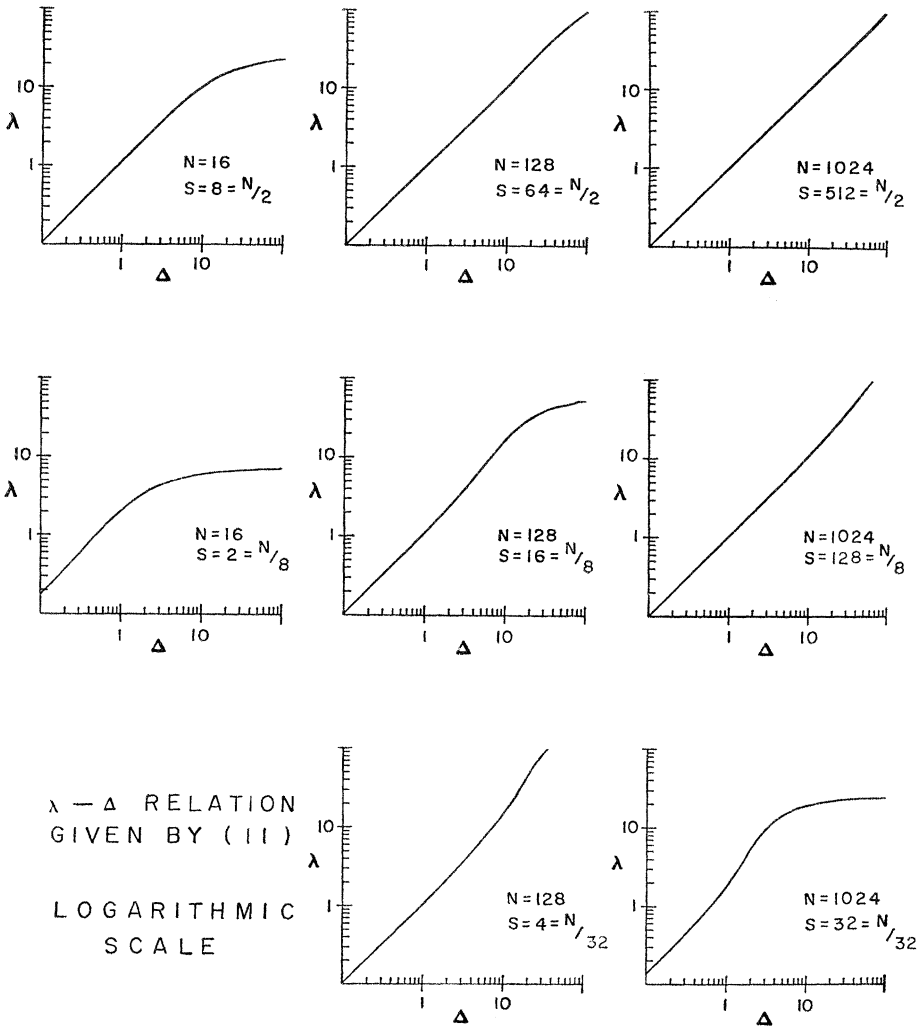 10
λ
1
N=16
S=8=N/2
1 10
Δ
10
λ
1
N=128
S=64=N/2
1 10
Δ
10
λ
1
N=1024
S=512=N/2
1 10
Δ
10
λ
1
N=16
S=2=N/8
1 10
Δ
10
λ
1
N=128
S=16=N/8
1 10
Δ
10
λ
1
N=1024
S=128=N/8
1 10
Δ
λ — Δ RELATION
GIVEN BY (11)
LOGARITHMIC
SCALE
10
λ
1
N=128
S=4=N/32
1 10
Δ
10
λ
1
N=1024
S=32=N/32
1 10
Δ